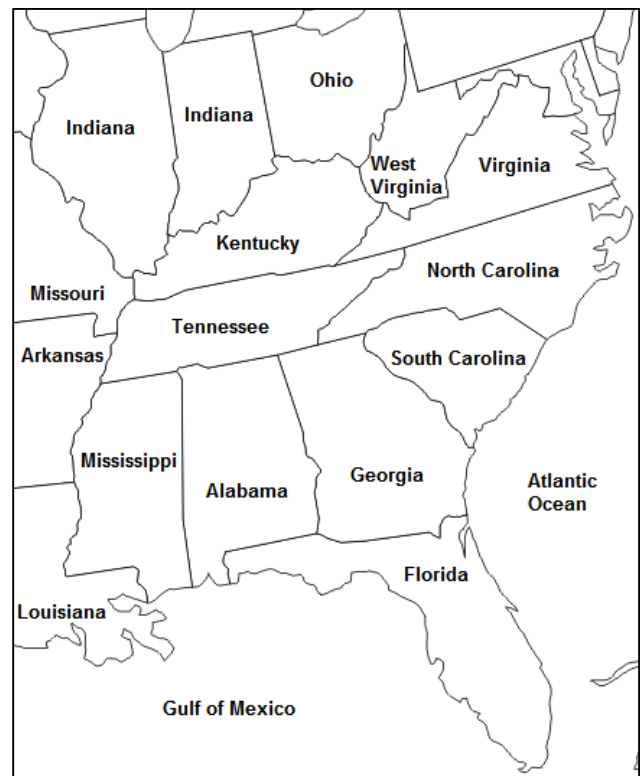 Ohio
Indiana
Indiana
West
Virginia
Virginia
Kentucky
North Carolina
Missouri
Tennessee
Arkansas
South Carolina
Mississippi
Alabama
Georgia
Atlantic
Ocean
Florida
Louisiana
Gulf of Mexico